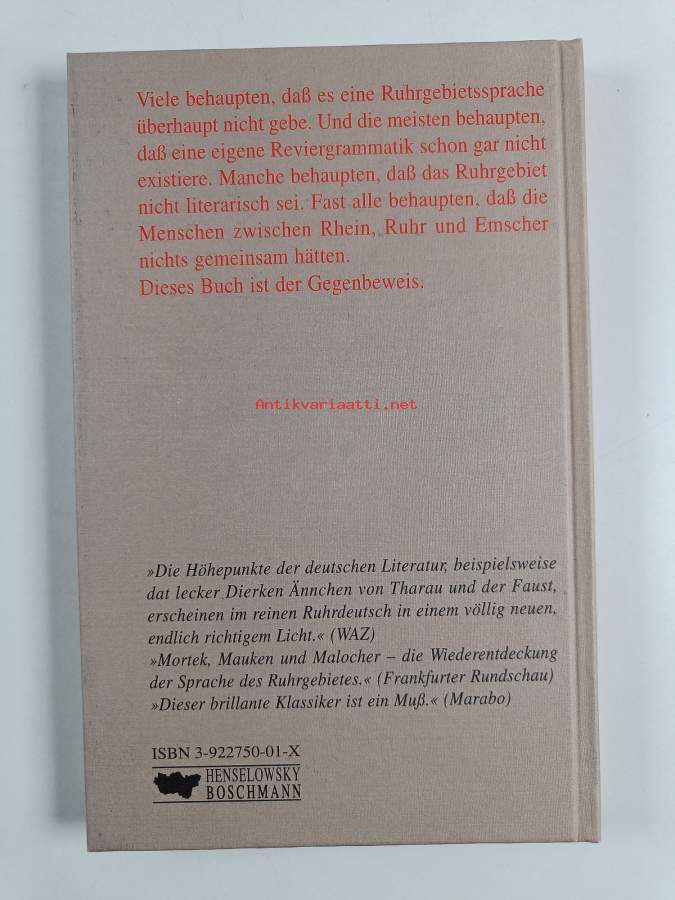 Viele behaupten, daß es eine Ruhrgebietssprache
überhaupt nicht gebe. Und die meisten behaupten,
daß eine eigene Reviergrammatik schon gar nicht
existiere. Manche behaupten, daß das Ruhrgebiet
nicht literarisch sei. Fast alle behaupten, daß die
Menschen zwischen Rhein, Ruhr und Emscher
nichts gemeinsam hätten.
Dieses Buch ist der Gegenbeweis.
Antikvariaatti.net
»Die Höhepunkte der deutschen Literatur, beispielsweise
dat lecker Dierken Ännchen von Tharau und der Faust,
erscheinen im reinen Ruhrdeutsch in einem völlig neuen,
endlich richtigem Licht.« (WAZ)
»Mortek, Mauken und Malocher – die Wiederentdeckung
der Sprache des Ruhrgebietes.« (Frankfurter Rundschau)
»Dieser brillante Klassiker ist ein Muß.« (Marabo)
ISBN 3-922750-01-X
HENSELOWSKY
BOSCHMANN